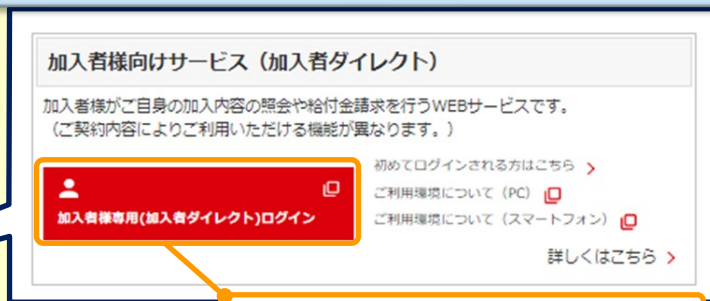 加入者様向けサービス（加入者ダイレクト）
加入者様がご自身の加入内容の照会や給付金請求を行うWEBサービスです。
（ご契約内容によりご利用いただける機能が異なります。）
初めてログインされる方はこちら
ご利用環境について（PC）
加入者様専用(加入者ダイレクト)ログイン
ご利用環境について（スマートフォン）
詳しくはこちら